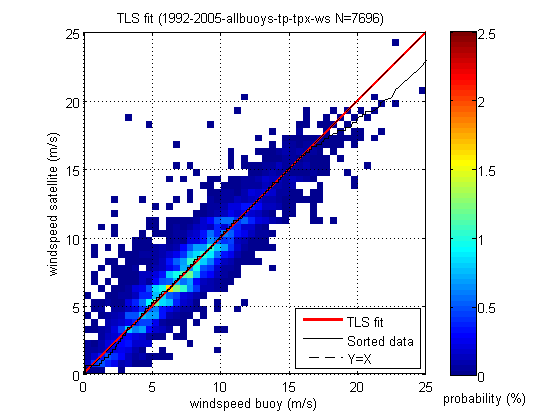 TLS fit (1992-2005-allbuoys-tp-tpx-ws N=7696)
25
20
15
10
5
0
windspeed satellite (m/s)
0 5 10 15 20 25
windspeed buoy (m/s)
TLS fit
Sorted data
Y=X
2.5
2
1.5
1
0.5
0
probability (%)